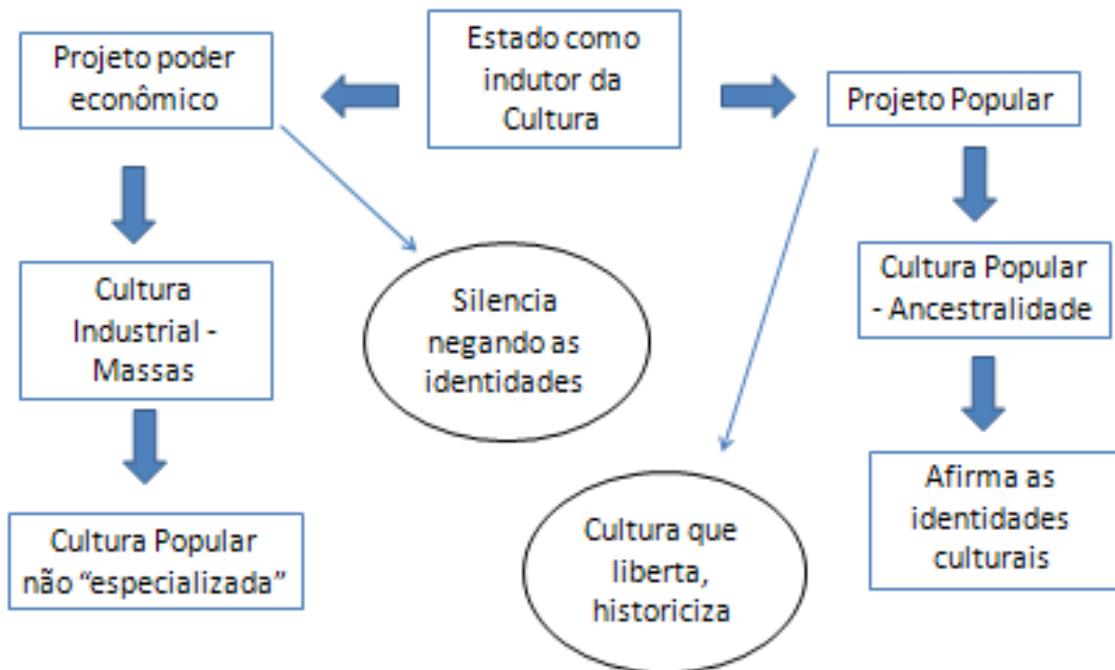 Estado como
indutor da
Cultura
Projeto poder
econômico
Projeto Popular
Cultura
Industrial -
Massas
Silencia
negando as
identidades
Cultura Popular
- Ancestralidade
Cultura Popular
não “especializada”
Cultura que
liberta,
historiciza
Afirma as
identidades
culturais